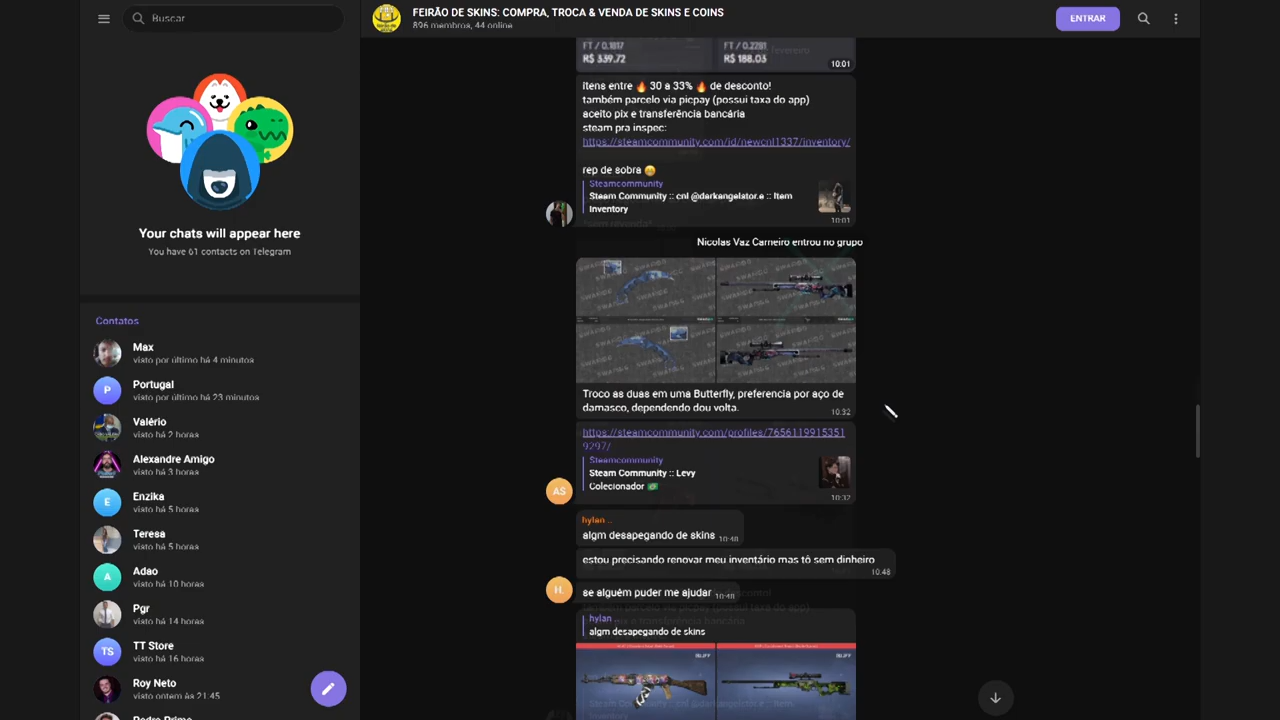 Buscar
FEIRÃO DE SKINS: COMPRA, TROCA & VENDA DE SKINS E COINS
896 membros, 44 online
ENTRAR
Your chats will appear here
You have 61 contacts on Telegram
Contatos
Max
visto por último há 4 minutos
P
Portugal
visto por último há 23 minutos
Valério
visto há 2 horas
Alexandre Amigo
visto há 3 horas
E
Enzika
visto há 5 horas
Teresa
visto há 5 horas
A
Adao
visto há 10 horas
Pgr
visto há 14 horas
TS
TT Store
visto há 16 horas
Roy Neto
visto ontem às 21:45
Pedro Primo
FT / 0.1817
R$ 339.72
FT / 0.2281
R$ 188.03
fevereiro
10:01
itens entre 🔥 30 a 33% 🔥 de desconto!
também parcelo via picpay (possui taxa do app)
aceito pix e transferência bancária
steam pra inspec:
https://steamcommunity.com/id/newcnl1337/inventory/
rep de sobra
Steamcommunity
Steam Community :: cnl @darkangelator.e :: Item
Inventory
10:01
Nicolas Vaz Carneiro entrou no grupo
Troco as duas em uma Butterfly, preferencia por aço de
damasco, dependendo dou volta.
10:32
https://steamcommunity.com/profiles/7656119915351
9297/
Steamcommunity
Steam Community :: Levy
Colecionador 🇧🇷
10:32
AS
hylan ..
algm desapegando de skins
10:48
estou precisando renovar meu inventário mas tô sem dinheiro
10:48
H.
se alguém puder me ajudar
10:48
hylan
algm desapegando de skins
BUFF
BUFF